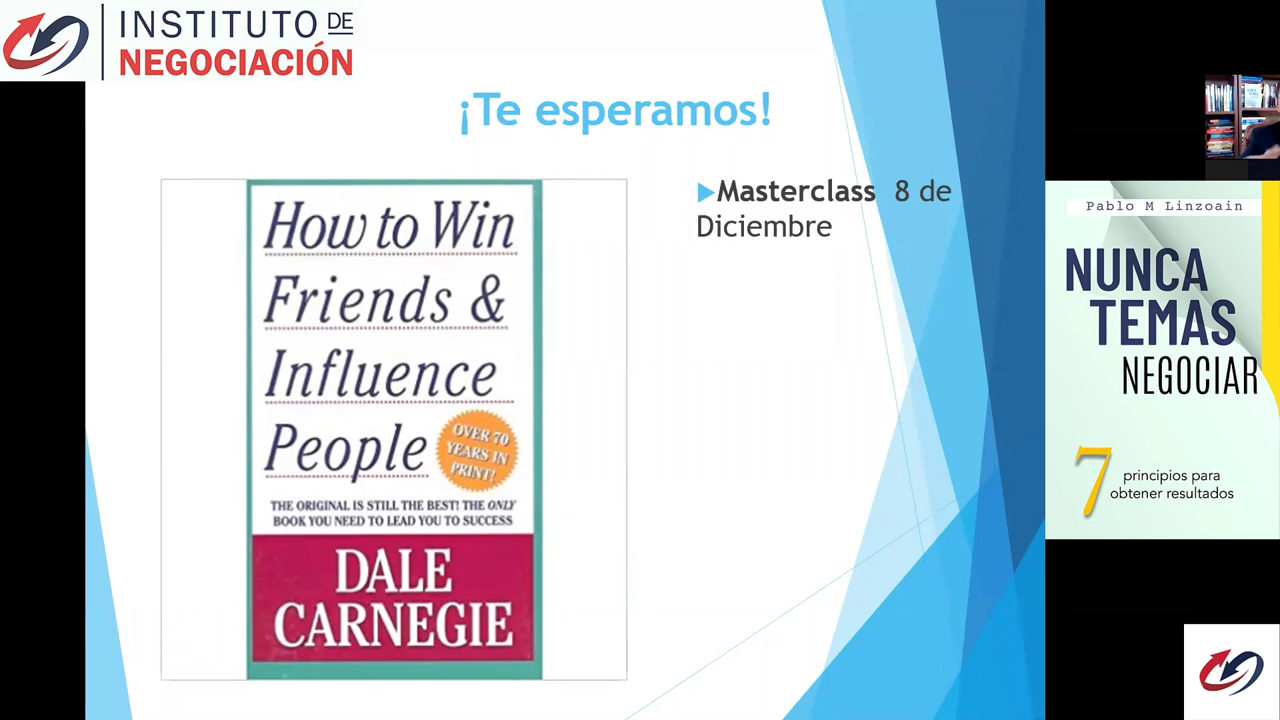 INSTITUTO DE
NEGOCIACIÓN
¡Te esperamos!
How to Win
Friends &
Influence
People
OVER 70
YEARS IN
PRINT!
THE ORIGINAL IS STILL THE BEST! THE ONLY
BOOK YOU NEED TO LEAD YOU TO SUCCESS
DALE
CARNEGIE
Masterclass 8 de
Diciembre
Pablo M Linzoain
NUNCA
TEMAS
NEGOCIAR
7 principios para
obtener resultados